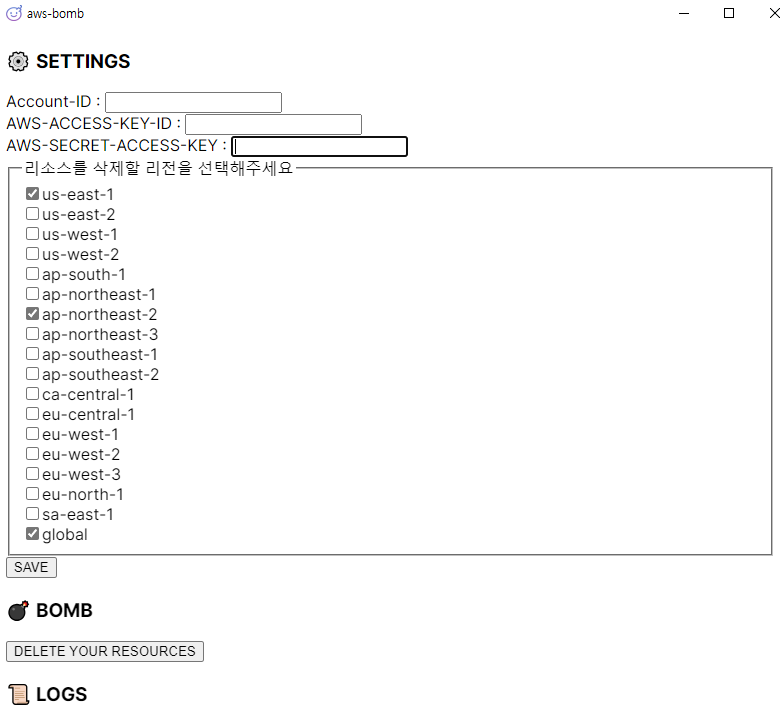 aws-bomb
SETTINGS
Account-ID :
AWS-ACCESS-KEY-ID :
AWS-SECRET-ACCESS-KEY :
리소스를 삭제할 리전을 선택해주세요
us-east-1
us-east-2
us-west-1
us-west-2
ap-south-1
ap-northeast-1
ap-northeast-2
ap-northeast-3
ap-southeast-1
ap-southeast-2
ca-central-1
eu-central-1
eu-west-1
eu-west-2
eu-west-3
eu-north-1
sa-east-1
global
SAVE
BOMB
DELETE YOUR RESOURCES
LOGS